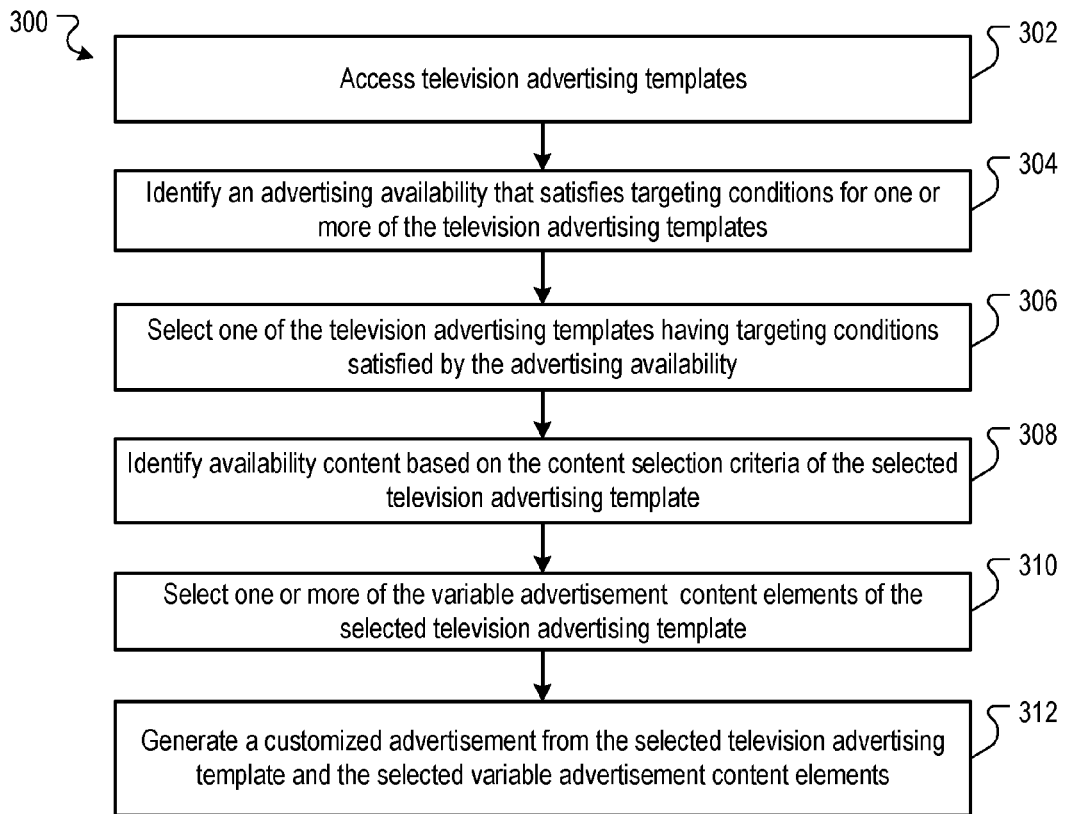 300
302
Access television advertising templates
304
Identify an advertising availability that satisfies targeting conditions for one or
more of the television advertising templates
306
Select one of the television advertising templates having targeting conditions
satisfied by the advertising availability
308
Identify availability content based on the content selection criteria of the selected
television advertising template
310
Select one or more of the variable advertisement content elements of the
selected television advertising template
312
Generate a customized advertisement from the selected television advertising
template and the selected variable advertisement content elements